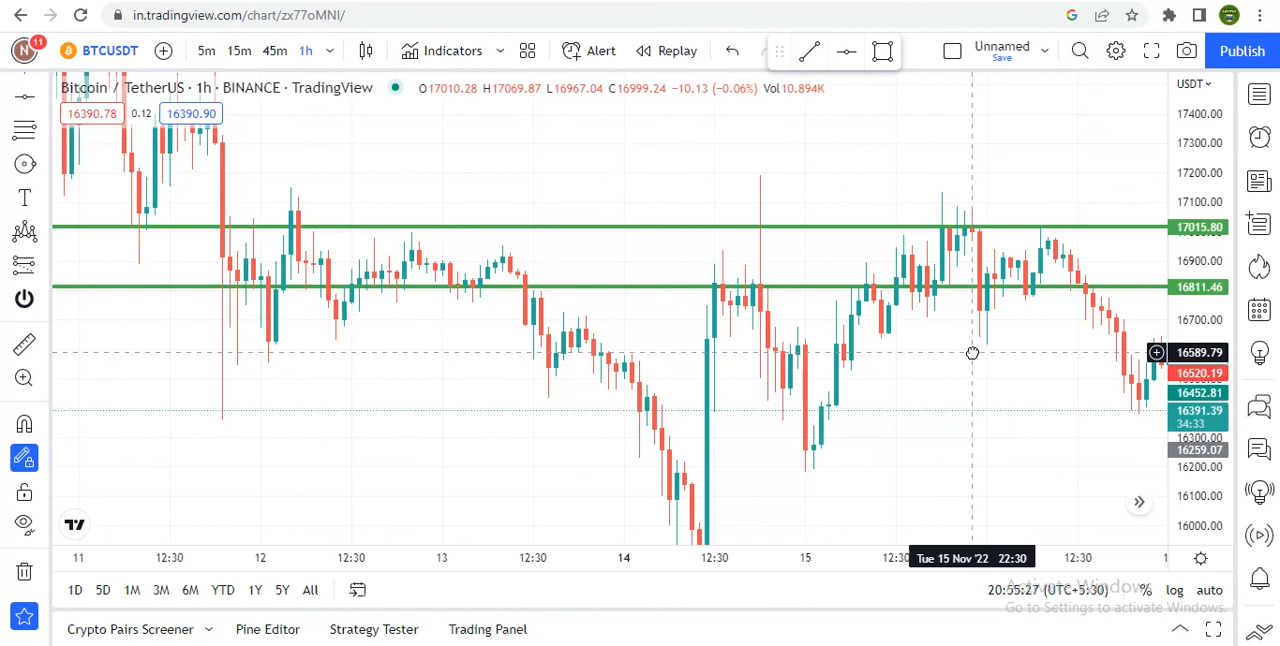 in.tradingview.com/chart/zx77oMNI/
N 11 BTCUSDT 5m 15m 45m 1h Indicators Alert Replay Unnamed Save Publish
Bitcoin / TetherUS · 1h · BINANCE · TradingView O17010.28 H17069.87 L16967.04 C16999.24 −10.13 (−0.06%) Vol10.894K
USDT
16390.78 0.12 16390.90
17400.00
17300.00
17200.00
17100.00
17015.80
16900.00
16811.46
16700.00
16589.79
16520.19
16452.81
16391.39
34:33
16300.00
16259.07
16200.00
16100.00
16000.00
11 12:30 12 12:30 13 12:30 14 12:30 15 12:30 Tue 15 Nov '22 22:30 12:30
1D 5D 1M 3M 6M YTD 1Y 5Y All 20:55:27 (UTC+5:30) % log auto
Activate Windows
Go to Settings to activate Windows.
Crypto Pairs Screener Pine Editor Strategy Tester Trading Panel